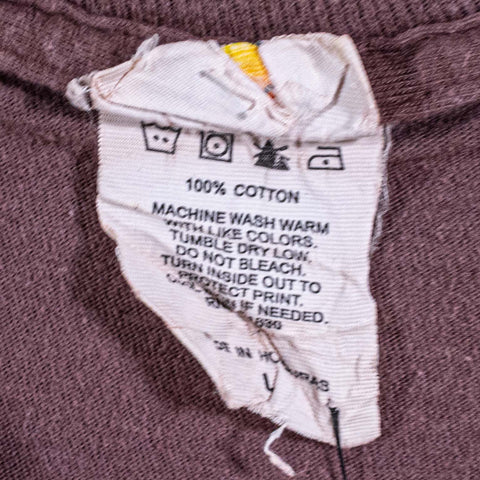 100% COTTON
MACHINE WASH WARM
WITH LIKE COLORS.
TUMBLE DRY LOW.
DO NOT BLEACH.
TURN INSIDE OUT TO
PROTECT PRINT.
IF NEEDED.
IN